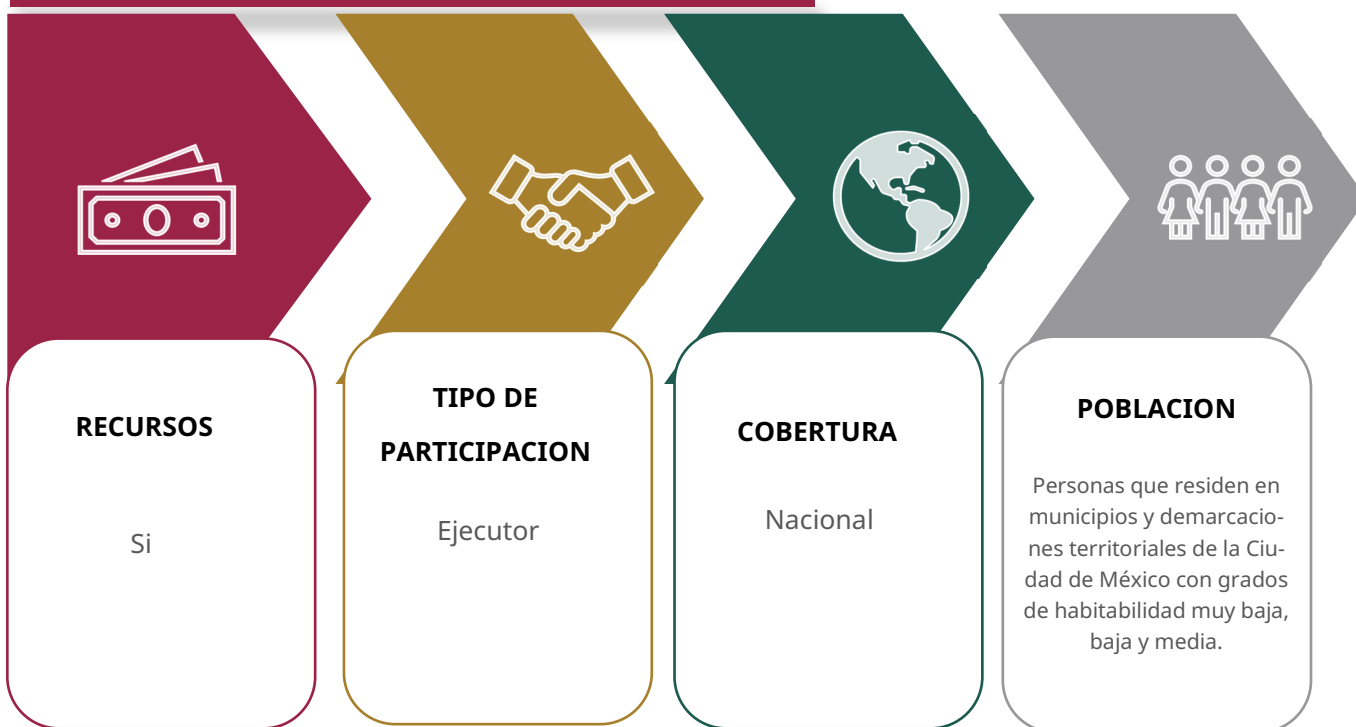 RECURSOS
Si
TIPO DE
PARTICIPACION
Ejecutor
COBERTURA
Nacional
POBLACION
Personas que residen en
municipios y demarcacio-
nes territoriales de la Ciu-
dad de México con grados
de habitabilidad muy baja,
baja y media.